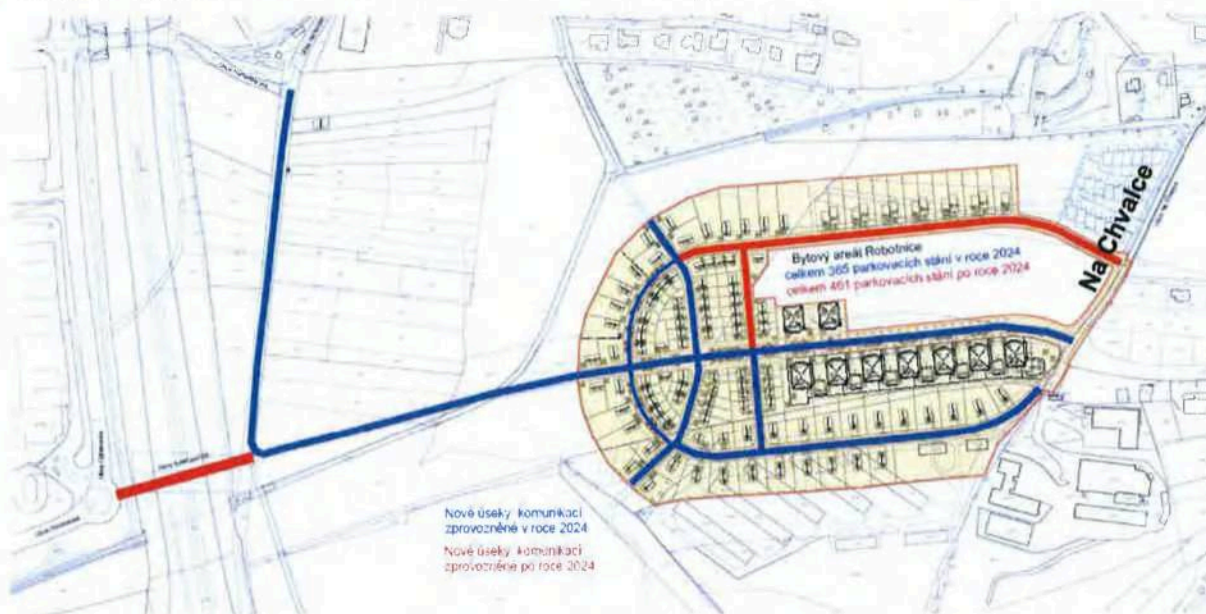 Na Chvalce
Bytový areál Robotnice
celkem 365 parkovacích stání v roce 2024
celkem 461 parkovacích stání po roce 2024
Nové úseky komunikací
zprovozněné v roce 2024
Nové úseky komunikací
zprovozněné po roce 2024